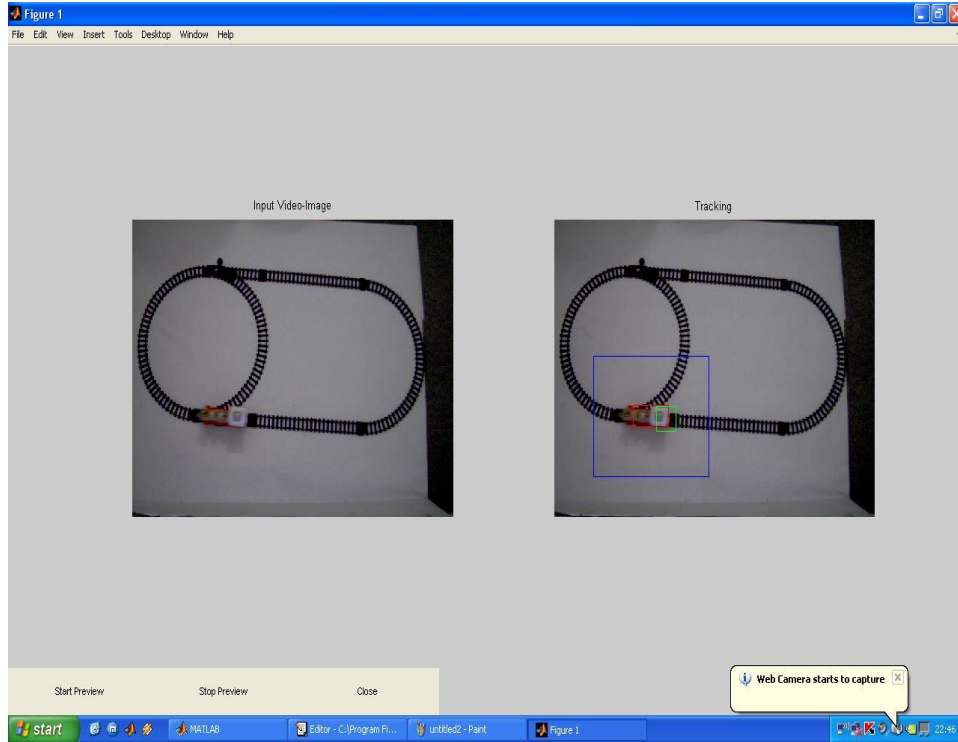 Figure 1
File Edit View Insert Tools Desktop Window Help
Input Video-Image
Tracking
Start Preview Stop Preview Close
Web Camera starts to capture
start MATLAB Editor - C:\Program Fi... untitled2 - Paint Figure 1 22:46